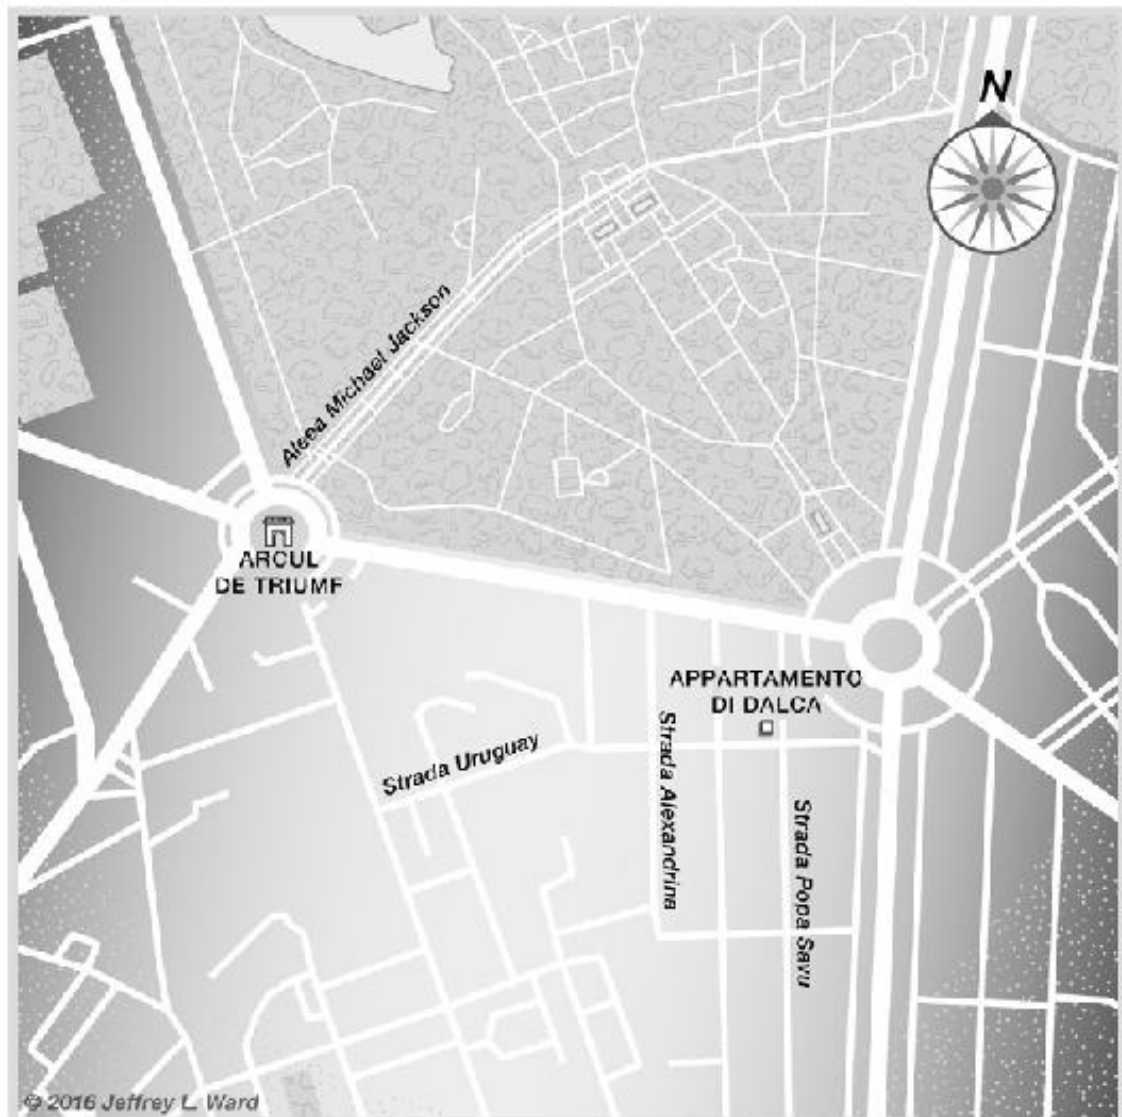 N
Aleea Michael Jackson
ARCUL
DE TRIUMF
APPARTAMENTO
DI DALCA
Strada Uruguay
Strada Alexandrina
Strada Popa Savu
© 2016 Jeffrey L. Ward